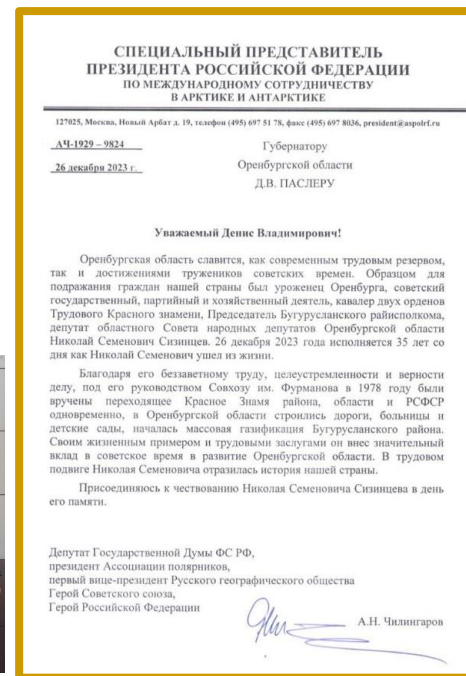 СПЕЦИАЛЬНЫЙ ПРЕДСТАВИТЕЛЬ
ПРЕЗИДЕНТА РОССИЙСКОЙ ФЕДЕРАЦИИ
ПО МЕЖДУНАРОДНОМУ СОТРУДНИЧЕСТВУ
В АРКТИКЕ И АНТАРКТИКЕ
127025, Москва, Новый Арбат д. 19, телефон (495) 697 51 78, факс (495) 697 8036, president@aspolrf.ru
АЧ-1929 – 9824
26 декабря 2023 г.
Губернатору
Оренбургской области
Д.В. ПАСЛЕРУ
Уважаемый Денис Владимирович!
Оренбургская область славится, как современным трудовым резервом,
так и достижениями тружеников советских времен. Образцом для
подражания граждан нашей страны был уроженец Оренбурга, советский
государственный, партийный и хозяйственный деятель, кавалер двух орденов
Трудового Красного знамени, Председатель Бугурусланского райисполкома,
депутат областного Совета народных депутатов Оренбургской области
Николай Семенович Сизинцев. 26 декабря 2023 года исполняется 35 лет со
дня как Николай Семенович ушел из жизни.
Благодаря его беззаветному труду, целеустремленности и верности
делу, под его руководством Совхозу им. Фурманова в 1978 году были
вручены переходящее Красное Знамя района, области и РСФСР
одновременно, в Оренбургской области строились дороги, больницы и
детские сады, началась массовая газификация Бугурусланского района.
Своим жизненным примером и трудовыми заслугами он внес значительный
вклад в советское время в развитие Оренбургской области. В трудовом
подвиге Николая Семеновича отразилась история нашей страны.
Присоединяюсь к чествованию Николая Семеновича Сизинцева в день
его памяти.
Депутат Государственной Думы ФС РФ,
президент Ассоциации полярников,
первый вице-президент Русского географического общества
Герой Советского союза,
Герой Российской Федерации
А.Н. Чилингаров